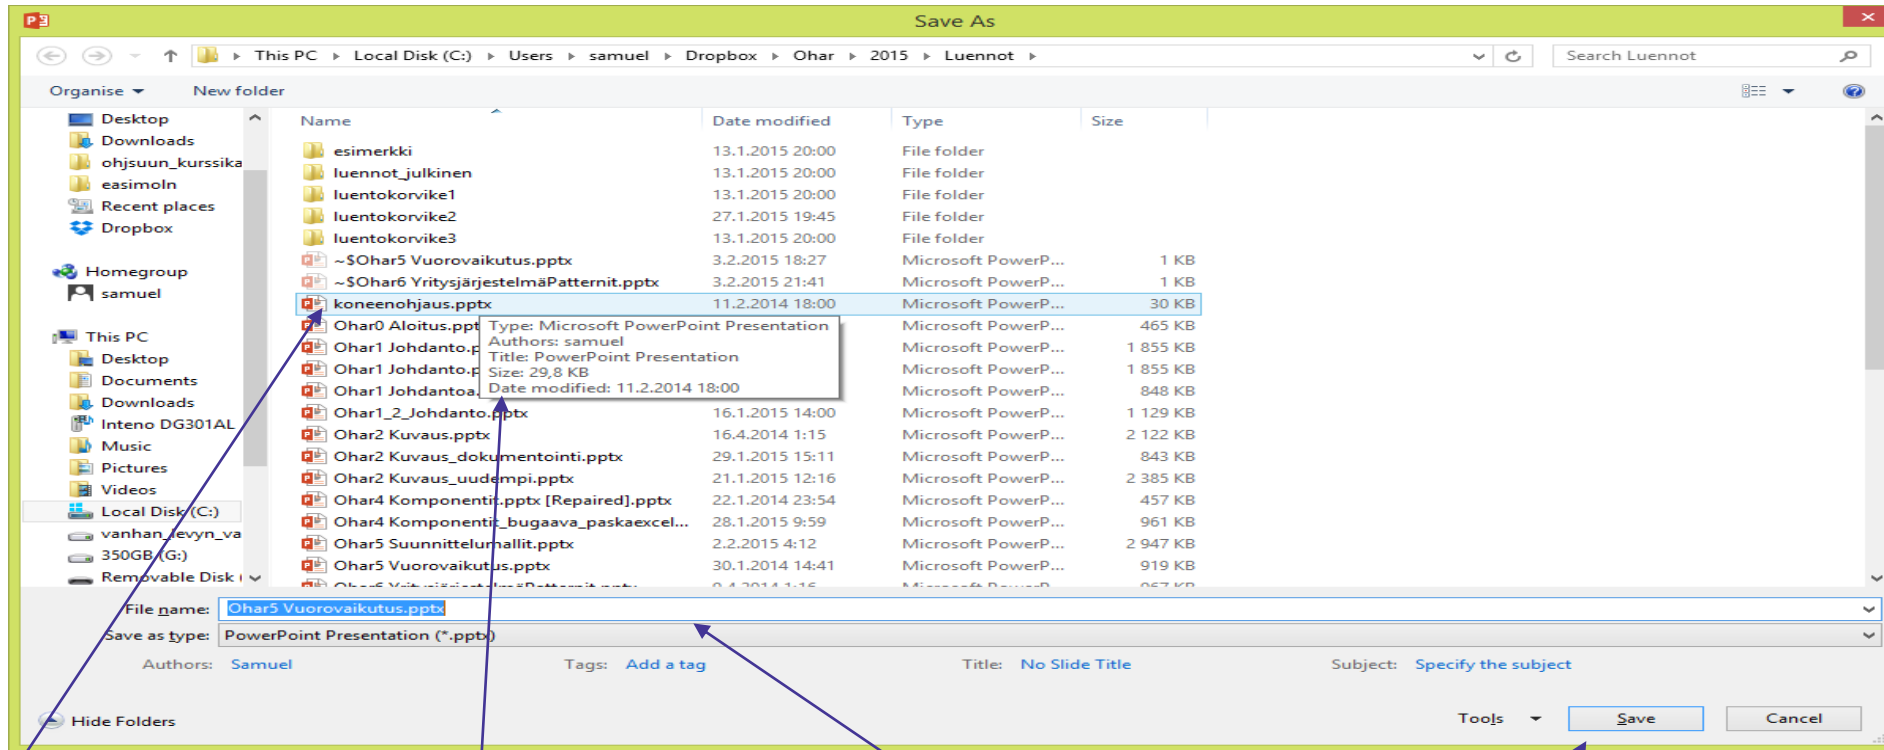 Save As
This PC Local Disk (C:) Users samuel Dropbox Ohar 2015 Luennot
Search Luennot
Organise New folder
Desktop
Downloads
ohjsuun_kurssika
easimoln
Recent places
Dropbox
Homegroup
samuel
This PC
Desktop
Documents
Downloads
Inteno DG301AL
Music
Pictures
Videos
Local Disk (C:)
vanhan_levyn_va
350GB (G:)
Removable Disk (
Name Date modified Type Size
esimerkki 13.1.2015 20:00 File folder
luennot_julkinen 13.1.2015 20:00 File folder
luentokorvike1 13.1.2015 20:00 File folder
luentokorvike2 27.1.2015 19:45 File folder
luentokorvike3 13.1.2015 20:00 File folder
~$Ohar5 Vuorovaikutus.pptx 3.2.2015 18:27 Microsoft PowerP... 1 KB
~$Ohar6 YritysjärjestelmäPatternit.pptx 3.2.2015 21:41 Microsoft PowerP... 1 KB
koneenohjaus.pptx 11.2.2014 18:00 Microsoft PowerP... 30 KB
Ohar0 Aloitus.ppt Microsoft PowerP... 465 KB
Ohar1 Johdanto.p Microsoft PowerP... 1 855 KB
Ohar1 Johdanto.p Microsoft PowerP... 1 855 KB
Ohar1 Johdantoa. Microsoft PowerP... 848 KB
Type: Microsoft PowerPoint Presentation
Authors: samuel
Title: PowerPoint Presentation
Size: 29,8 KB
Date modified: 11.2.2014 18:00
Ohar1_2_Johdanto.pptx 16.1.2015 14:00 Microsoft PowerP... 1 129 KB
Ohar2 Kuvaus.pptx 16.4.2014 1:15 Microsoft PowerP... 2 122 KB
Ohar2 Kuvaus_dokumentointi.pptx 29.1.2015 15:11 Microsoft PowerP... 843 KB
Ohar2 Kuvaus_uudempi.pptx 21.1.2015 12:16 Microsoft PowerP... 2 385 KB
Ohar4 Komponentit.pptx [Repaired].pptx 22.1.2014 23:54 Microsoft PowerP... 457 KB
Ohar4 Komponentit_bugaava_paskaexcel... 28.1.2015 9:59 Microsoft PowerP... 961 KB
Ohar5 Suunnittelumallit.pptx 2.2.2015 4:12 Microsoft PowerP... 2 947 KB
Ohar5 Vuorovaikutus.pptx 30.1.2014 14:41 Microsoft PowerP... 919 KB
File name: Ohar5 Vuorovaikutus.pptx
Save as type: PowerPoint Presentation (*.pptx)
Authors: Samuel Tags: Add a tag Title: No Slide Title Subject: Specify the subject
Hide Folders Tools Save Cancel